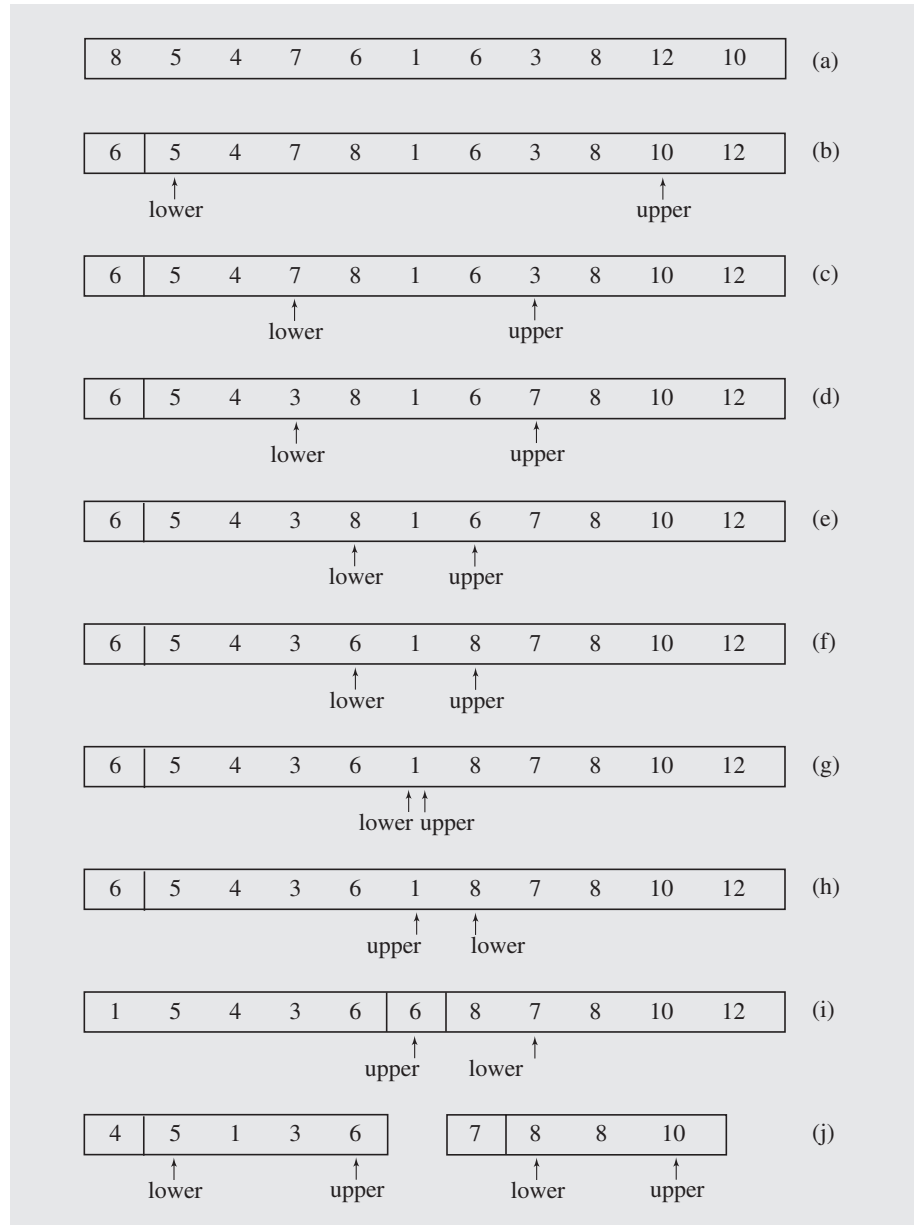 8 5 4 7 6 1 6 3 8 12 10 (a)
6 5 4 7 8 1 6 3 8 10 12 (b)
lower upper
6 5 4 7 8 1 6 3 8 10 12 (c)
lower upper
6 5 4 3 8 1 6 7 8 10 12 (d)
lower upper
6 5 4 3 8 1 6 7 8 10 12 (e)
lower upper
6 5 4 3 6 1 8 7 8 10 12 (f)
lower upper
6 5 4 3 6 1 8 7 8 10 12 (g)
lower upper
6 5 4 3 6 1 8 7 8 10 12 (h)
upper lower
1 5 4 3 6 6 8 7 8 10 12 (i)
upper lower
4 5 1 3 6 7 8 8 10 (j)
lower upper lower upper